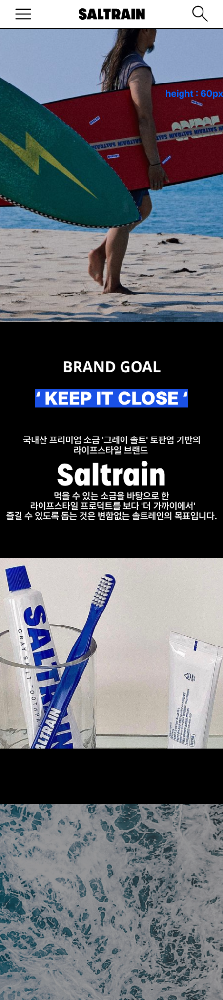 SALTRAIN
height : 60px
SALTRAIN SALTRAIN SALTRAIN SALTRAIN
BRAND GOAL
‘ KEEP IT CLOSE ‘
국내산 프리미엄 소금 '그레이 솔트' 토판염 기반의
라이프스타일 브랜드
Saltrain
먹을 수 있는 소금을 바탕으로 한
라이프스타일 프로덕트를 보다 '더 가까이에서'
즐길 수 있도록 돕는 것은 변함없는 솔트레인의 목표입니다.
SALTRAIN
GRAY SALT TOOTHPAS
ALTRAIN